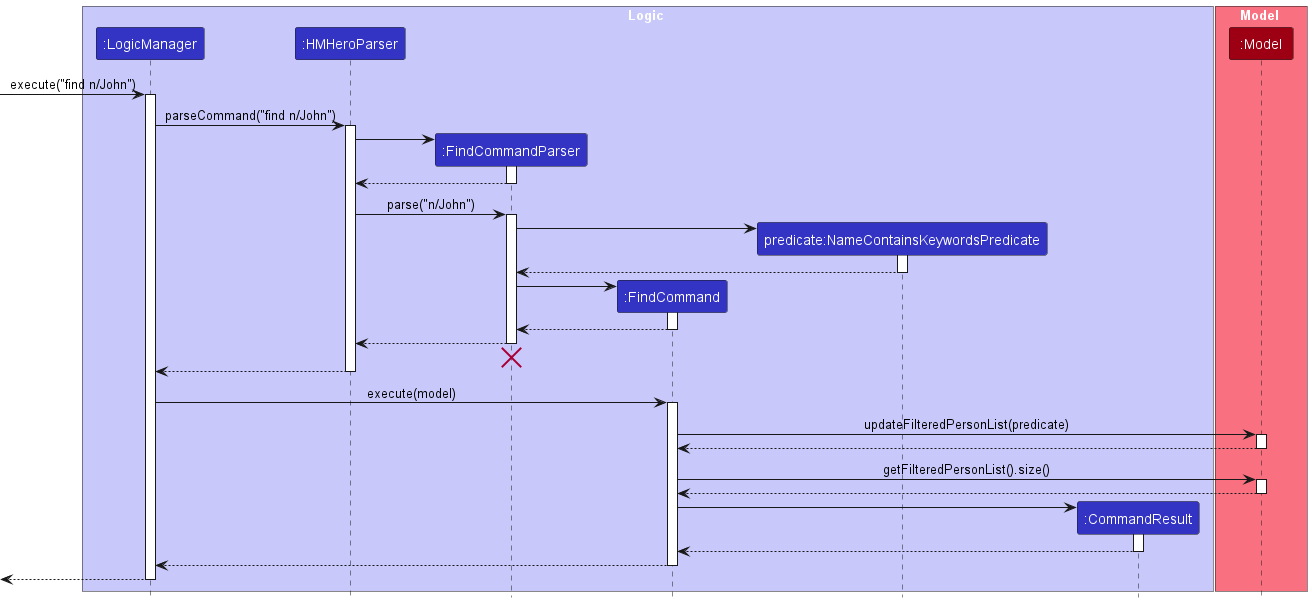 Logic
Model
:LogicManager
:HMHeroParser
:Model
execute("find n/John")
parseCommand("find n/John")
:FindCommandParser
parse("n/John")
predicate:NameContainsKeywordsPredicate
:FindCommand
execute(model)
updateFilteredPersonList(predicate)
getFilteredPersonList().size()
:CommandResult